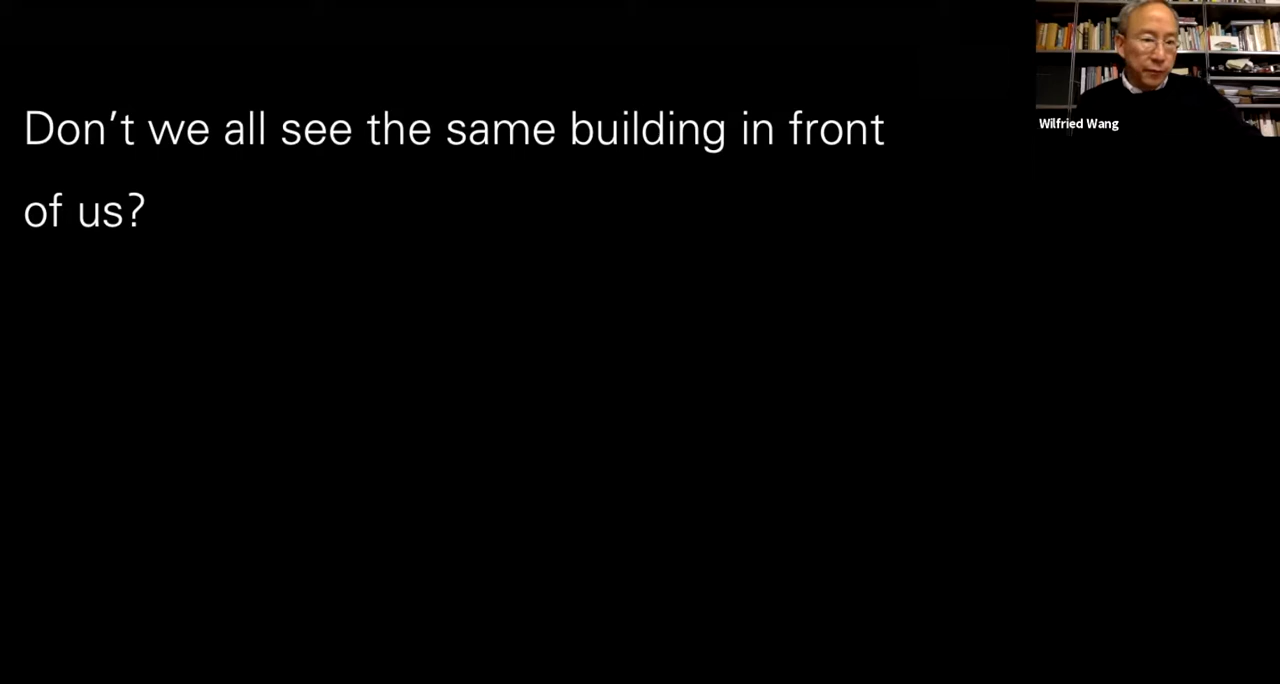 Don’t we all see the same building in front
of us?
Wilfried Wang